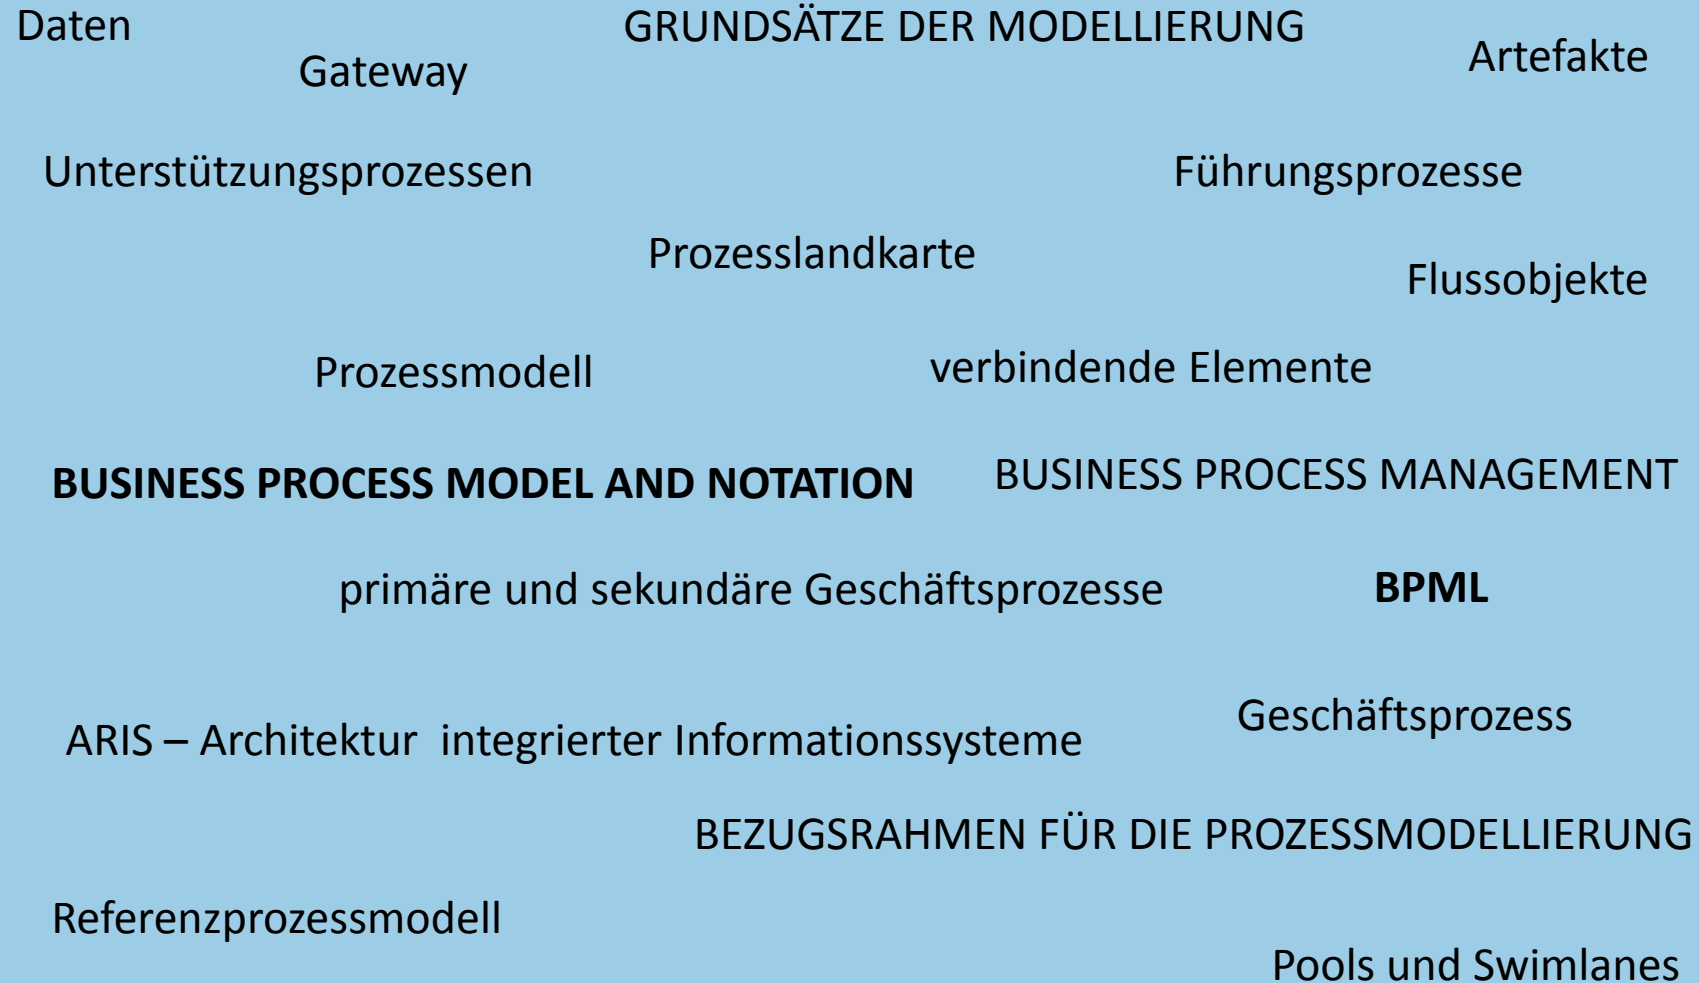 Daten
GRUNDSÄTZE DER MODELLIERUNG
Artefakte
Gateway
Unterstützungsprozessen
Führungsprozesse
Prozesslandkarte
Flussobjekte
Prozessmodell
verbindende Elemente
BUSINESS PROCESS MODEL AND NOTATION
BUSINESS PROCESS MANAGEMENT
primäre und sekundäre Geschäftsprozesse
BPML
Geschäftsprozess
ARIS – Architektur  integrierter Informationssysteme
BEZUGSRAHMEN FÜR DIE PROZESSMODELLIERUNG
Referenzprozessmodell
Pools und Swimlanes